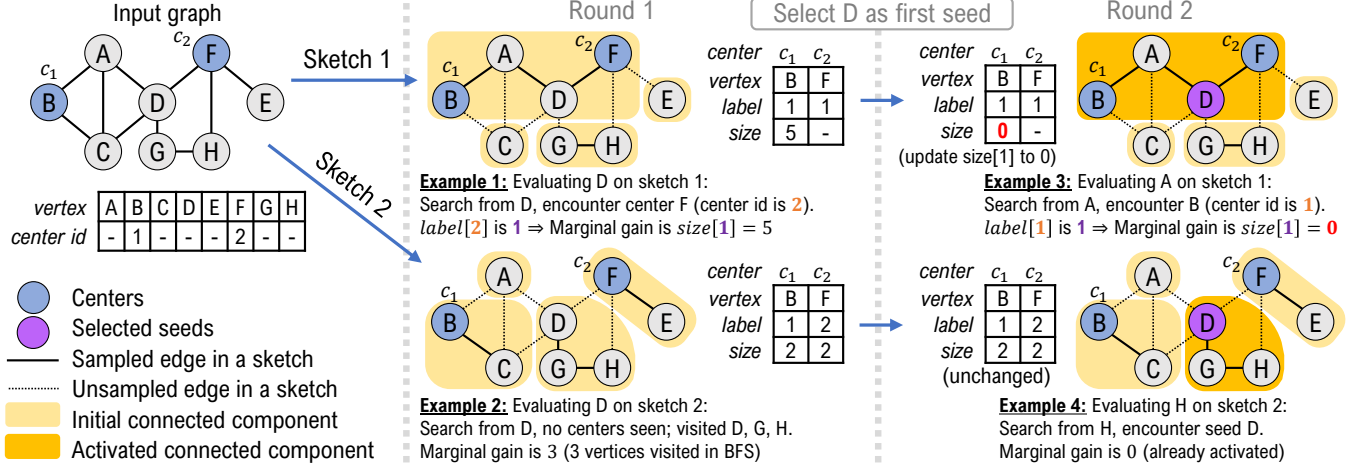 Input graph
Round 1
Select D as first seed
Round 2
c₂
A F
c₁
B D E
C G H
Sketch 1
Sketch 2
vertex A B C D E F G H
center id - 1 - - - 2 - -
Centers
Selected seeds
Sampled edge in a sketch
Unsampled edge in a sketch
Initial connected component
Activated connected component
c₂
A F
c₁
B D E
C G H
center c₁ c₂
vertex B F
label 1 1
size 5 -
Example 1: Evaluating D on sketch 1:
Search from D, encounter center F (center id is 2).
label[2] is 1 ⇒ Marginal gain is size[1] = 5
c₂
A F
c₁
B D E
C G H
center c₁ c₂
vertex B F
label 1 2
size 2 2
Example 2: Evaluating D on sketch 2:
Search from D, no centers seen; visited D, G, H.
Marginal gain is 3 (3 vertices visited in BFS)
center c₁ c₂
vertex B F
label 1 1
size 0 -
(update size[1] to 0)
c₂
A F
c₁
B D E
C G H
Example 3: Evaluating A on sketch 1:
Search from A, encounter B (center id is 1).
label[1] is 1 ⇒ Marginal gain is size[1] = 0
center c₁ c₂
vertex B F
label 1 2
size 2 2
(unchanged)
c₂
A F
c₁
B D E
C G H
Example 4: Evaluating H on sketch 2:
Search from H, encounter seed D.
Marginal gain is 0 (already activated)